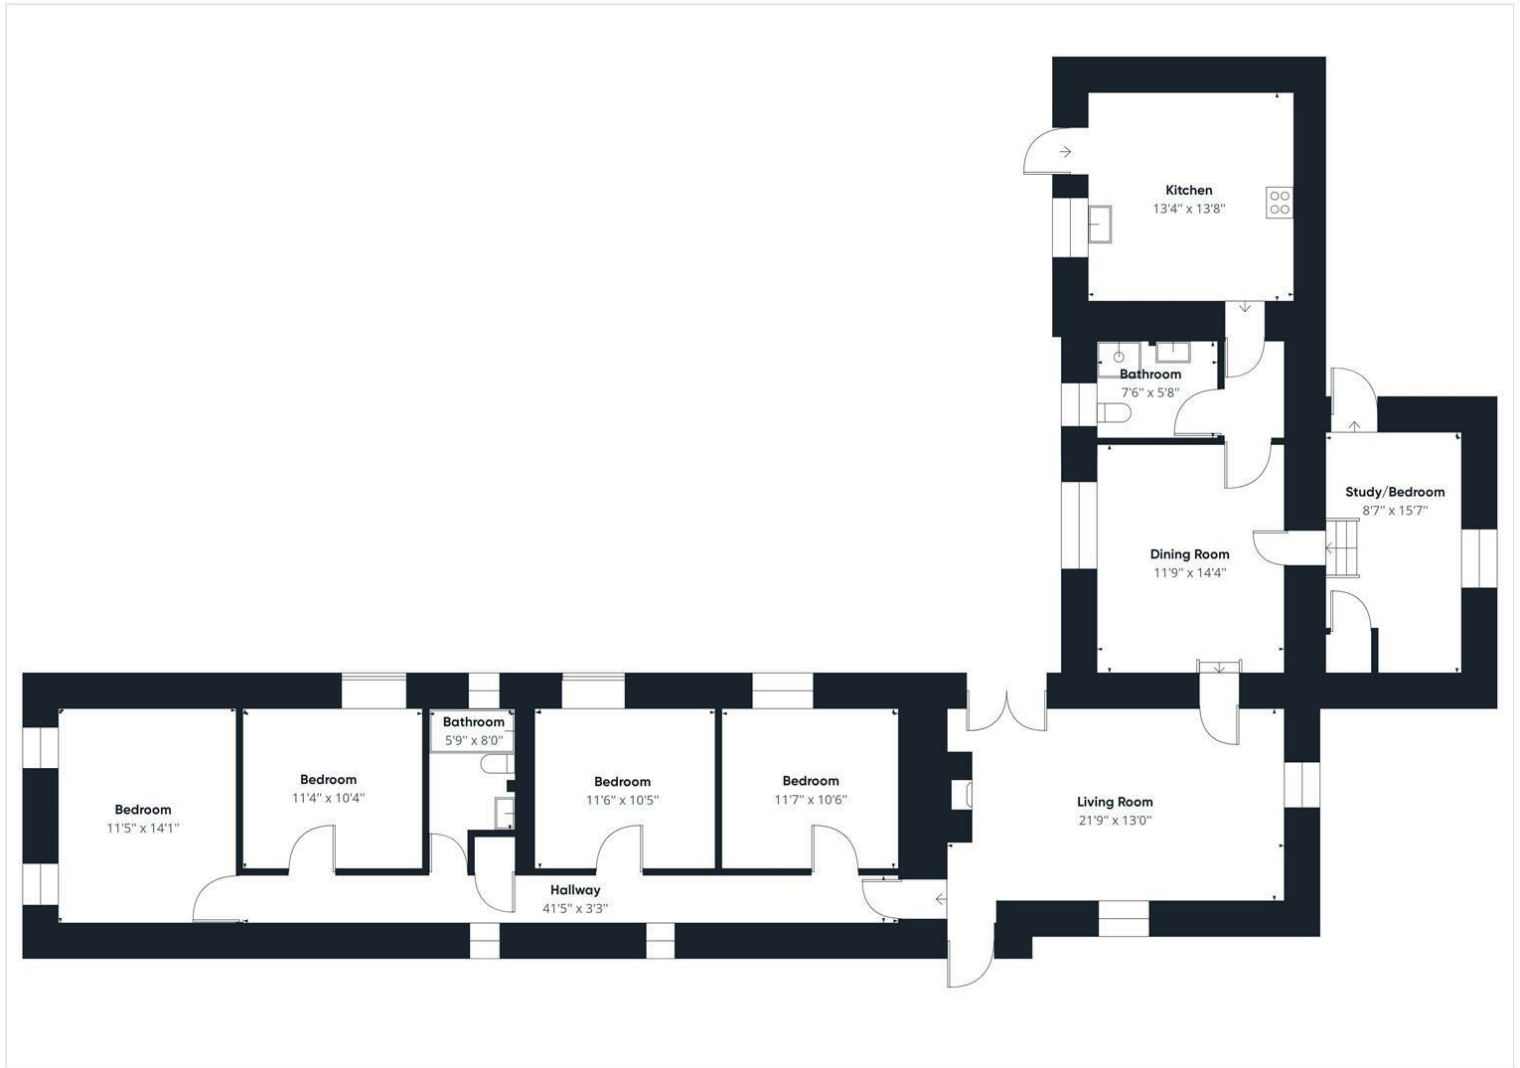 Kitchen
13'4" x 13'8"
Bathroom
7'6" x 5'8"
Study/Bedroom
8'7" x 15'7"
Dining Room
11'9" x 14'4"
Bathroom
5'9" x 8'0"
Bedroom
11'4" x 10'4"
Bedroom
11'6" x 10'5"
Bedroom
11'7" x 10'6"
Bedroom
11'5" x 14'1"
Living Room
21'9" x 13'0"
Hallway
41'5" x 3'3"